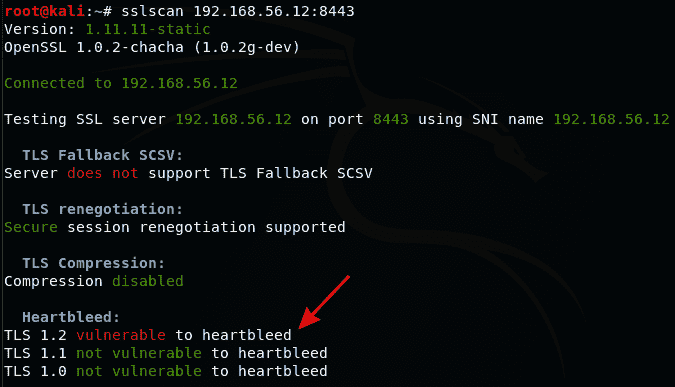 root@kali:~# sslscan 192.168.56.12:8443
Version: 1.11.11-static
OpenSSL 1.0.2-chacha (1.0.2g-dev)
Connected to 192.168.56.12
Testing SSL server 192.168.56.12 on port 8443 using SNI name 192.168.56.12
TLS Fallback SCSV:
Server does not support TLS Fallback SCSV
TLS renegotiation:
Secure session renegotiation supported
TLS Compression:
Compression disabled
Heartbleed:
TLS 1.2 vulnerable to heartbleed
TLS 1.1 not vulnerable to heartbleed
TLS 1.0 not vulnerable to heartbleed